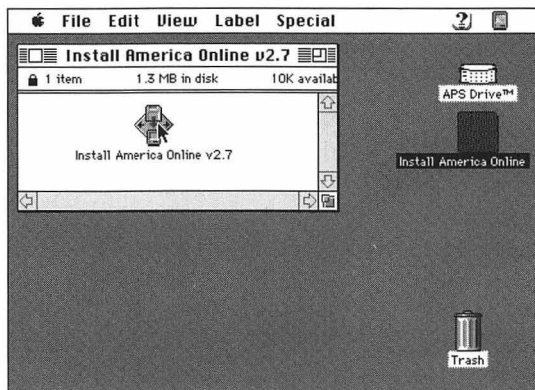 File Edit View Label Special
Install America Online v2.7
1 item 1.3 MB in disk 10K availab
Install America Online v2.7
APS Drive™
Install America Online
Trash